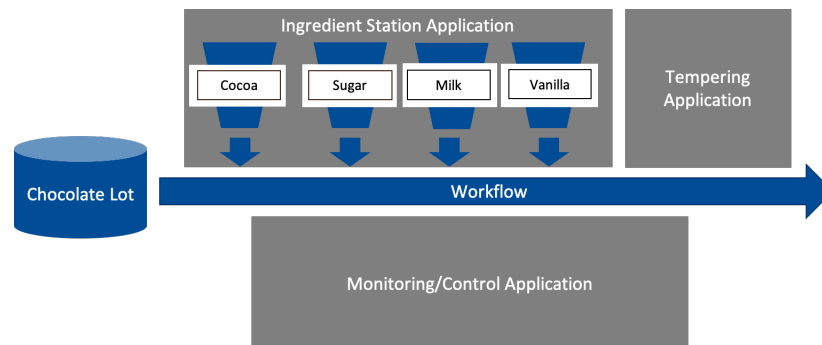 Ingredient Station Application
Cocoa
Sugar
Milk
Vanilla
Tempering
Application
Chocolate Lot
Workflow
Monitoring/Control Application